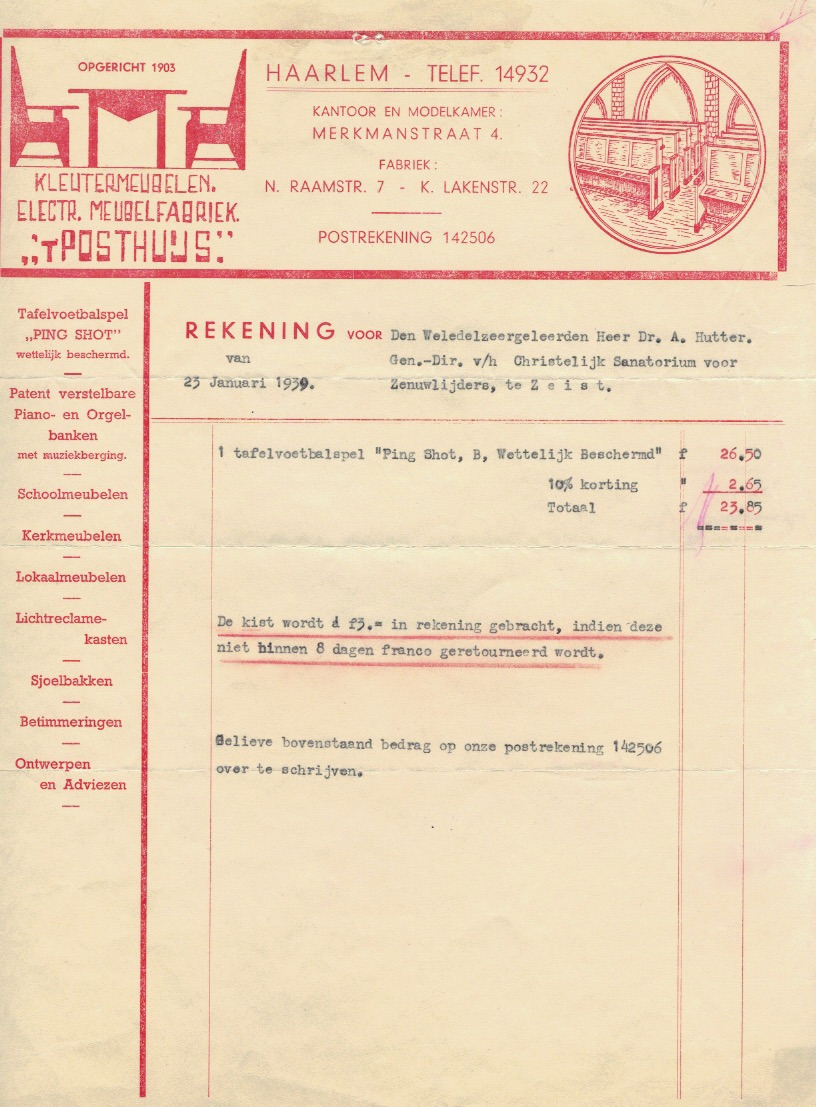 OPGERICHT 1903
KLEUTERMEUBELEN.
ELECTR. MEUBELFABRIEK.
„'TPOSTHUIJS."
HAARLEM - TELEF. 14932
KANTOOR EN MODELKAMER:
MERKMANSTRAAT 4.
FABRIEK:
N. RAAMSTR. 7 - K. LAKENSTR. 22
POSTREKENING 142506
Tafelvoetbalspel
„PING SHOT”
wettelijk beschermd.
Patent verstelbare
Piano- en Orgel-
banken
met muziekberging.
Schoolmeubelen
Kerkmeubelen
Lokaalmeubelen
Lichtreclame-
kasten
Sjoelbakken
Betimmeringen
Ontwerpen
en Adviezen
REKENING VOOR Den Weledelzeergeleerden Heer Dr. A. Hutter.
van Gen.-Dir. v/h Christelijk Sanatorium voor
23 Januari 1939. Zenuwlijders, te Z e i s t.
1 tafelvoetbalspel "Ping Shot, B, Wettelijk Beschermd" f 26.50
10% korting " 2.65
Totaal f 23.85
=======
De kist wordt á f3.= in rekening gebracht, indien deze
niet binnen 8 dagen franco geretourneerd wordt.
Gelieve bovenstaand bedrag op onze postrekening 142506
over te schrijven.